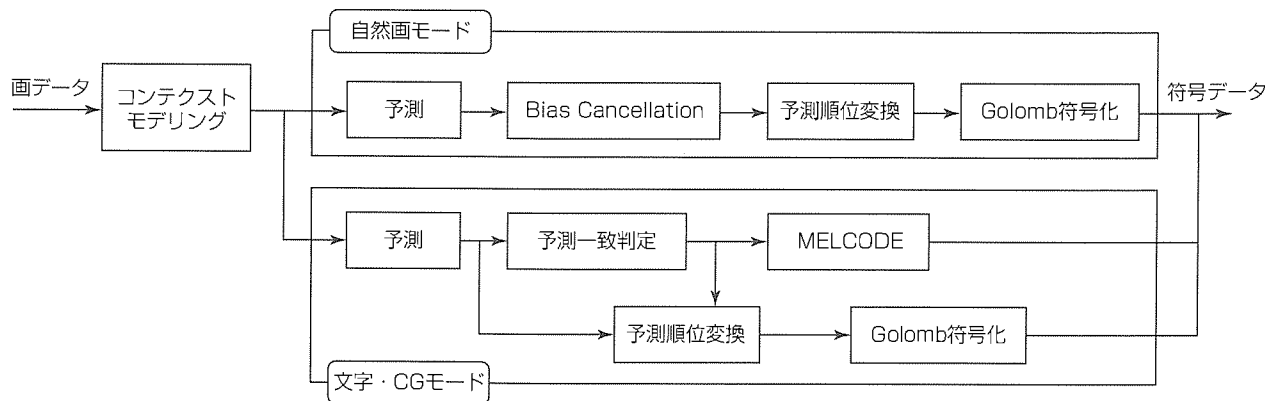 自然画モード
画データ
コンテクスト
モデリング
予測
Bias Cancellation
予測順位変換
Golomb符号化
符号データ
予測
予測一致判定
MELCODE
予測順位変換
Golomb符号化
文字・CGモード